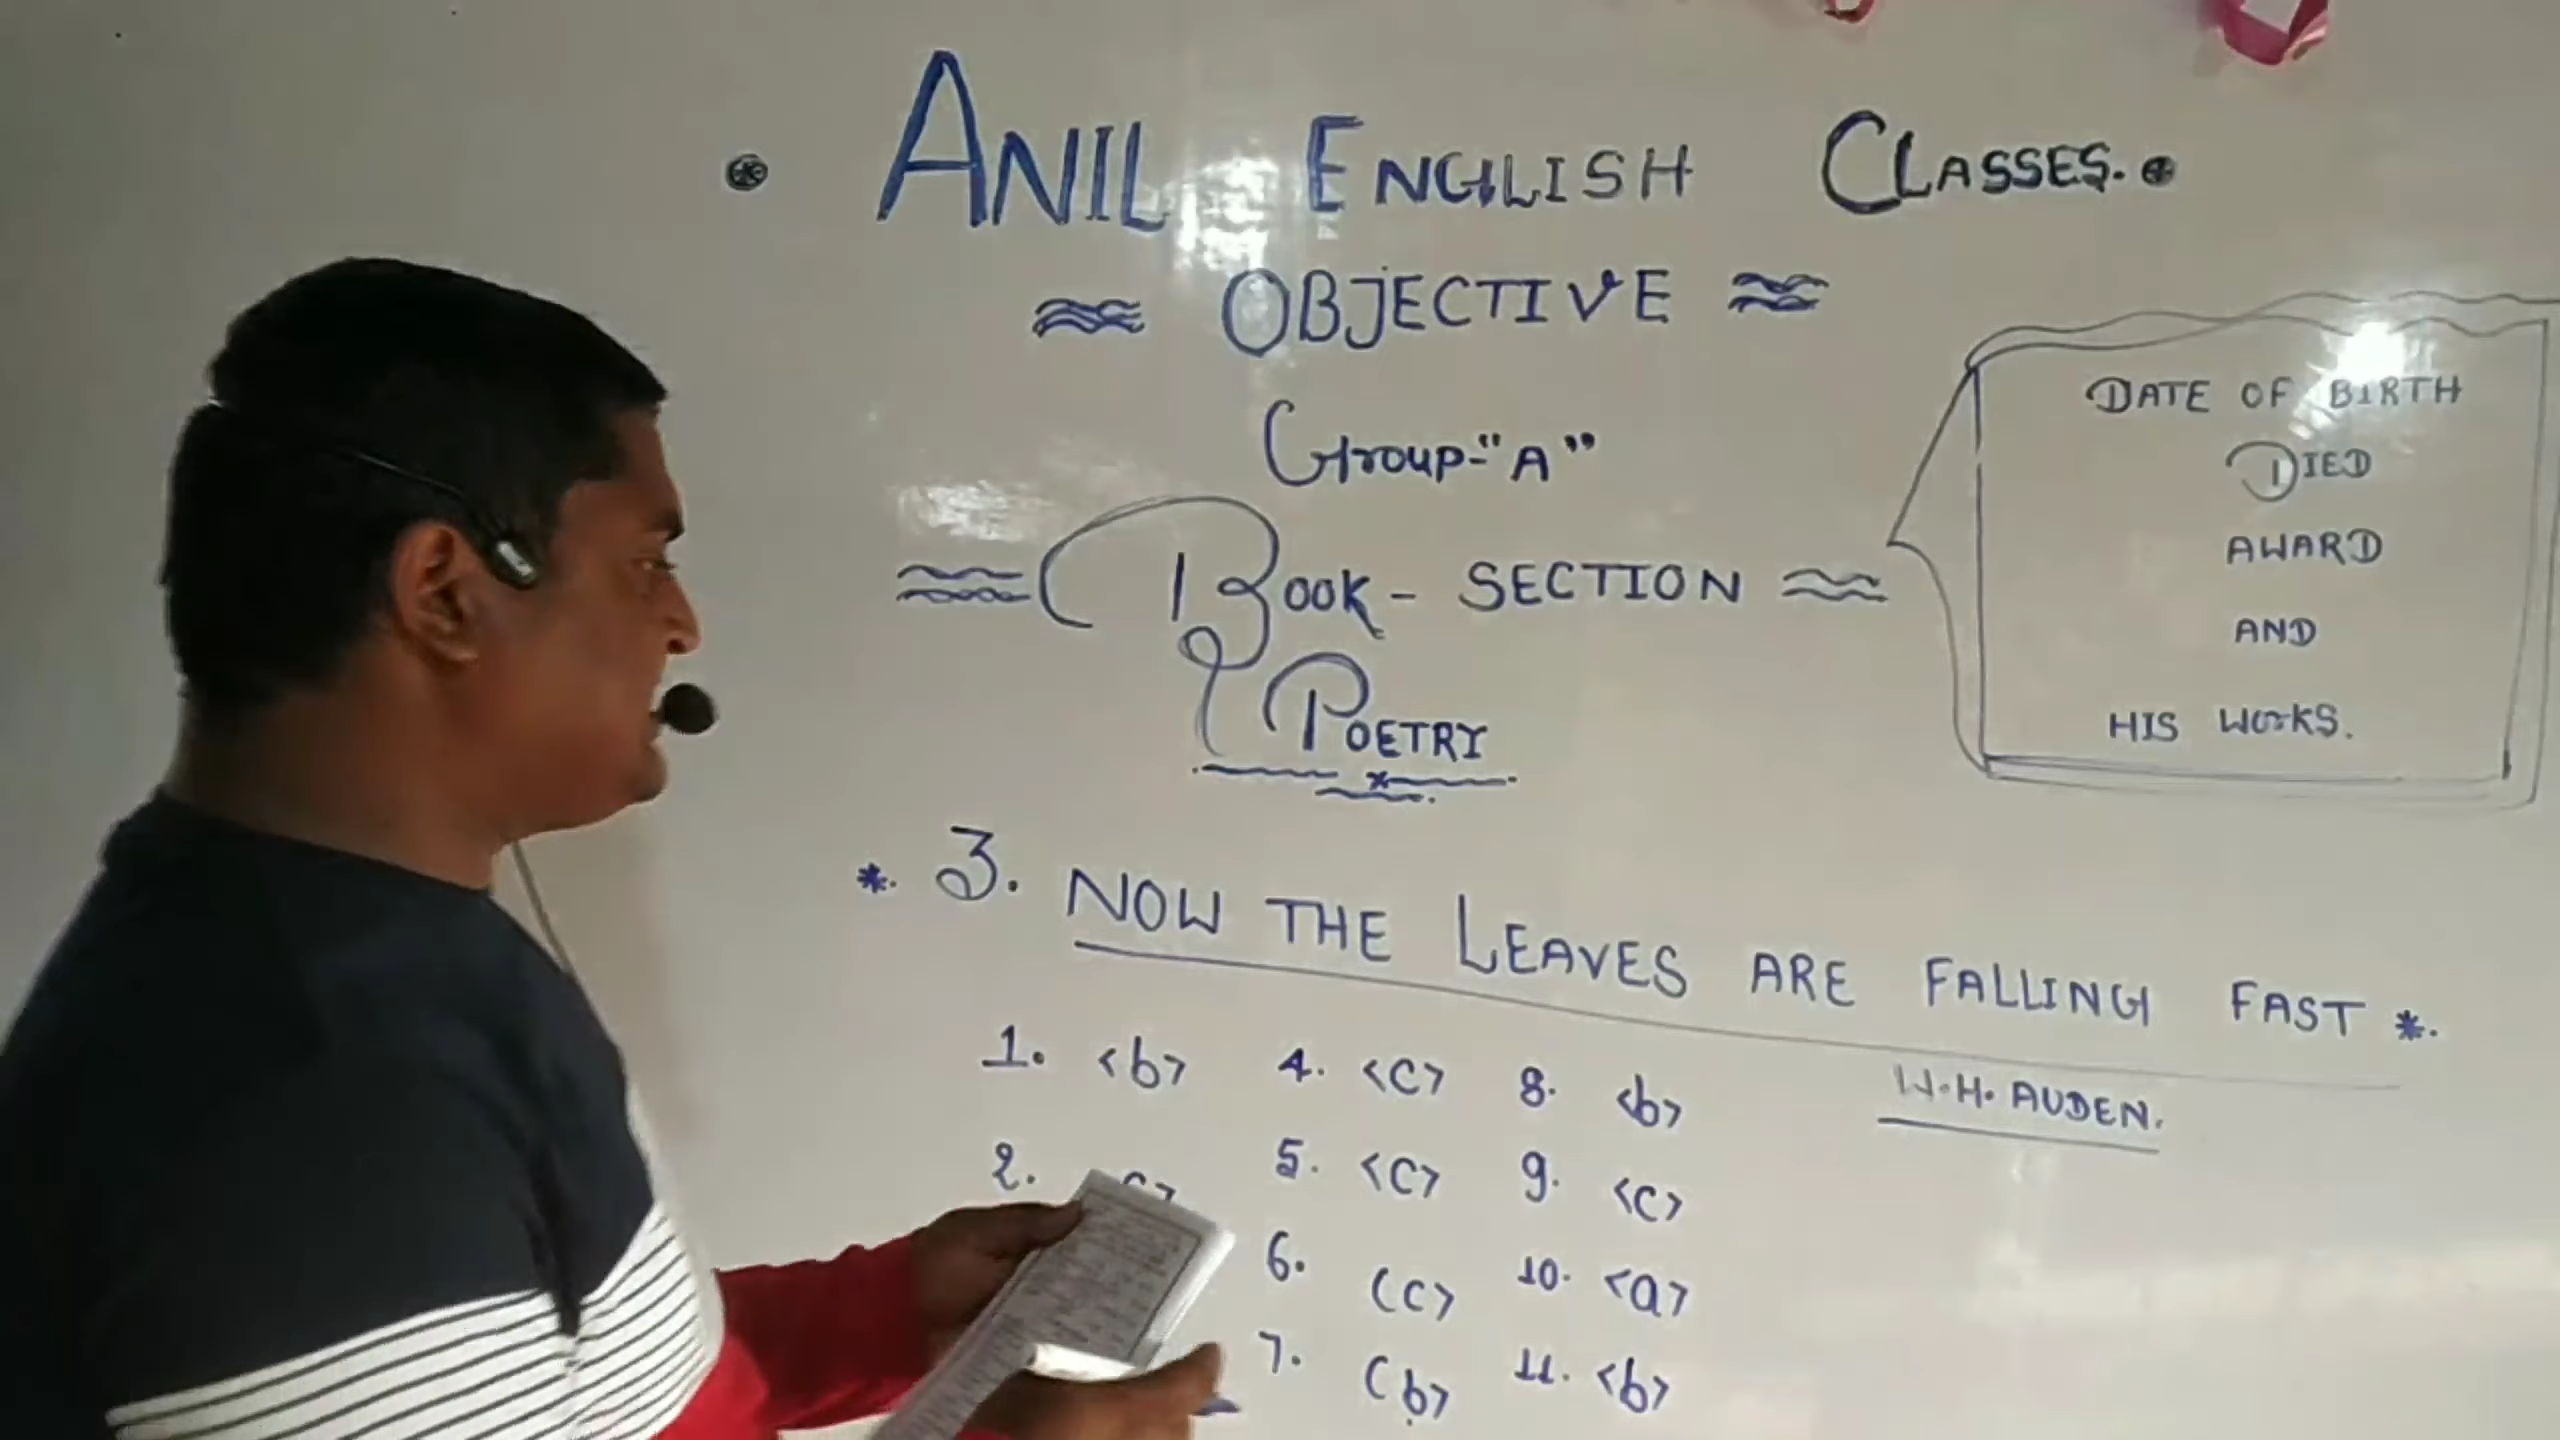 ANIL ENGLISH CLASSES.
OBJECTIVE
Group-"A"
BOOK - SECTION
POETRY
DATE OF BIRTH
DIED
AWARD
AND
HIS WORKS.
*. 3. NOW THE LEAVES ARE FALLING FAST *.
W.H. AUDEN.
1. <b> 4. <c> 8. <b>
2. 5. <c> 9. <c>
6. (c> 10. <a>
7. (b> 11. <b>